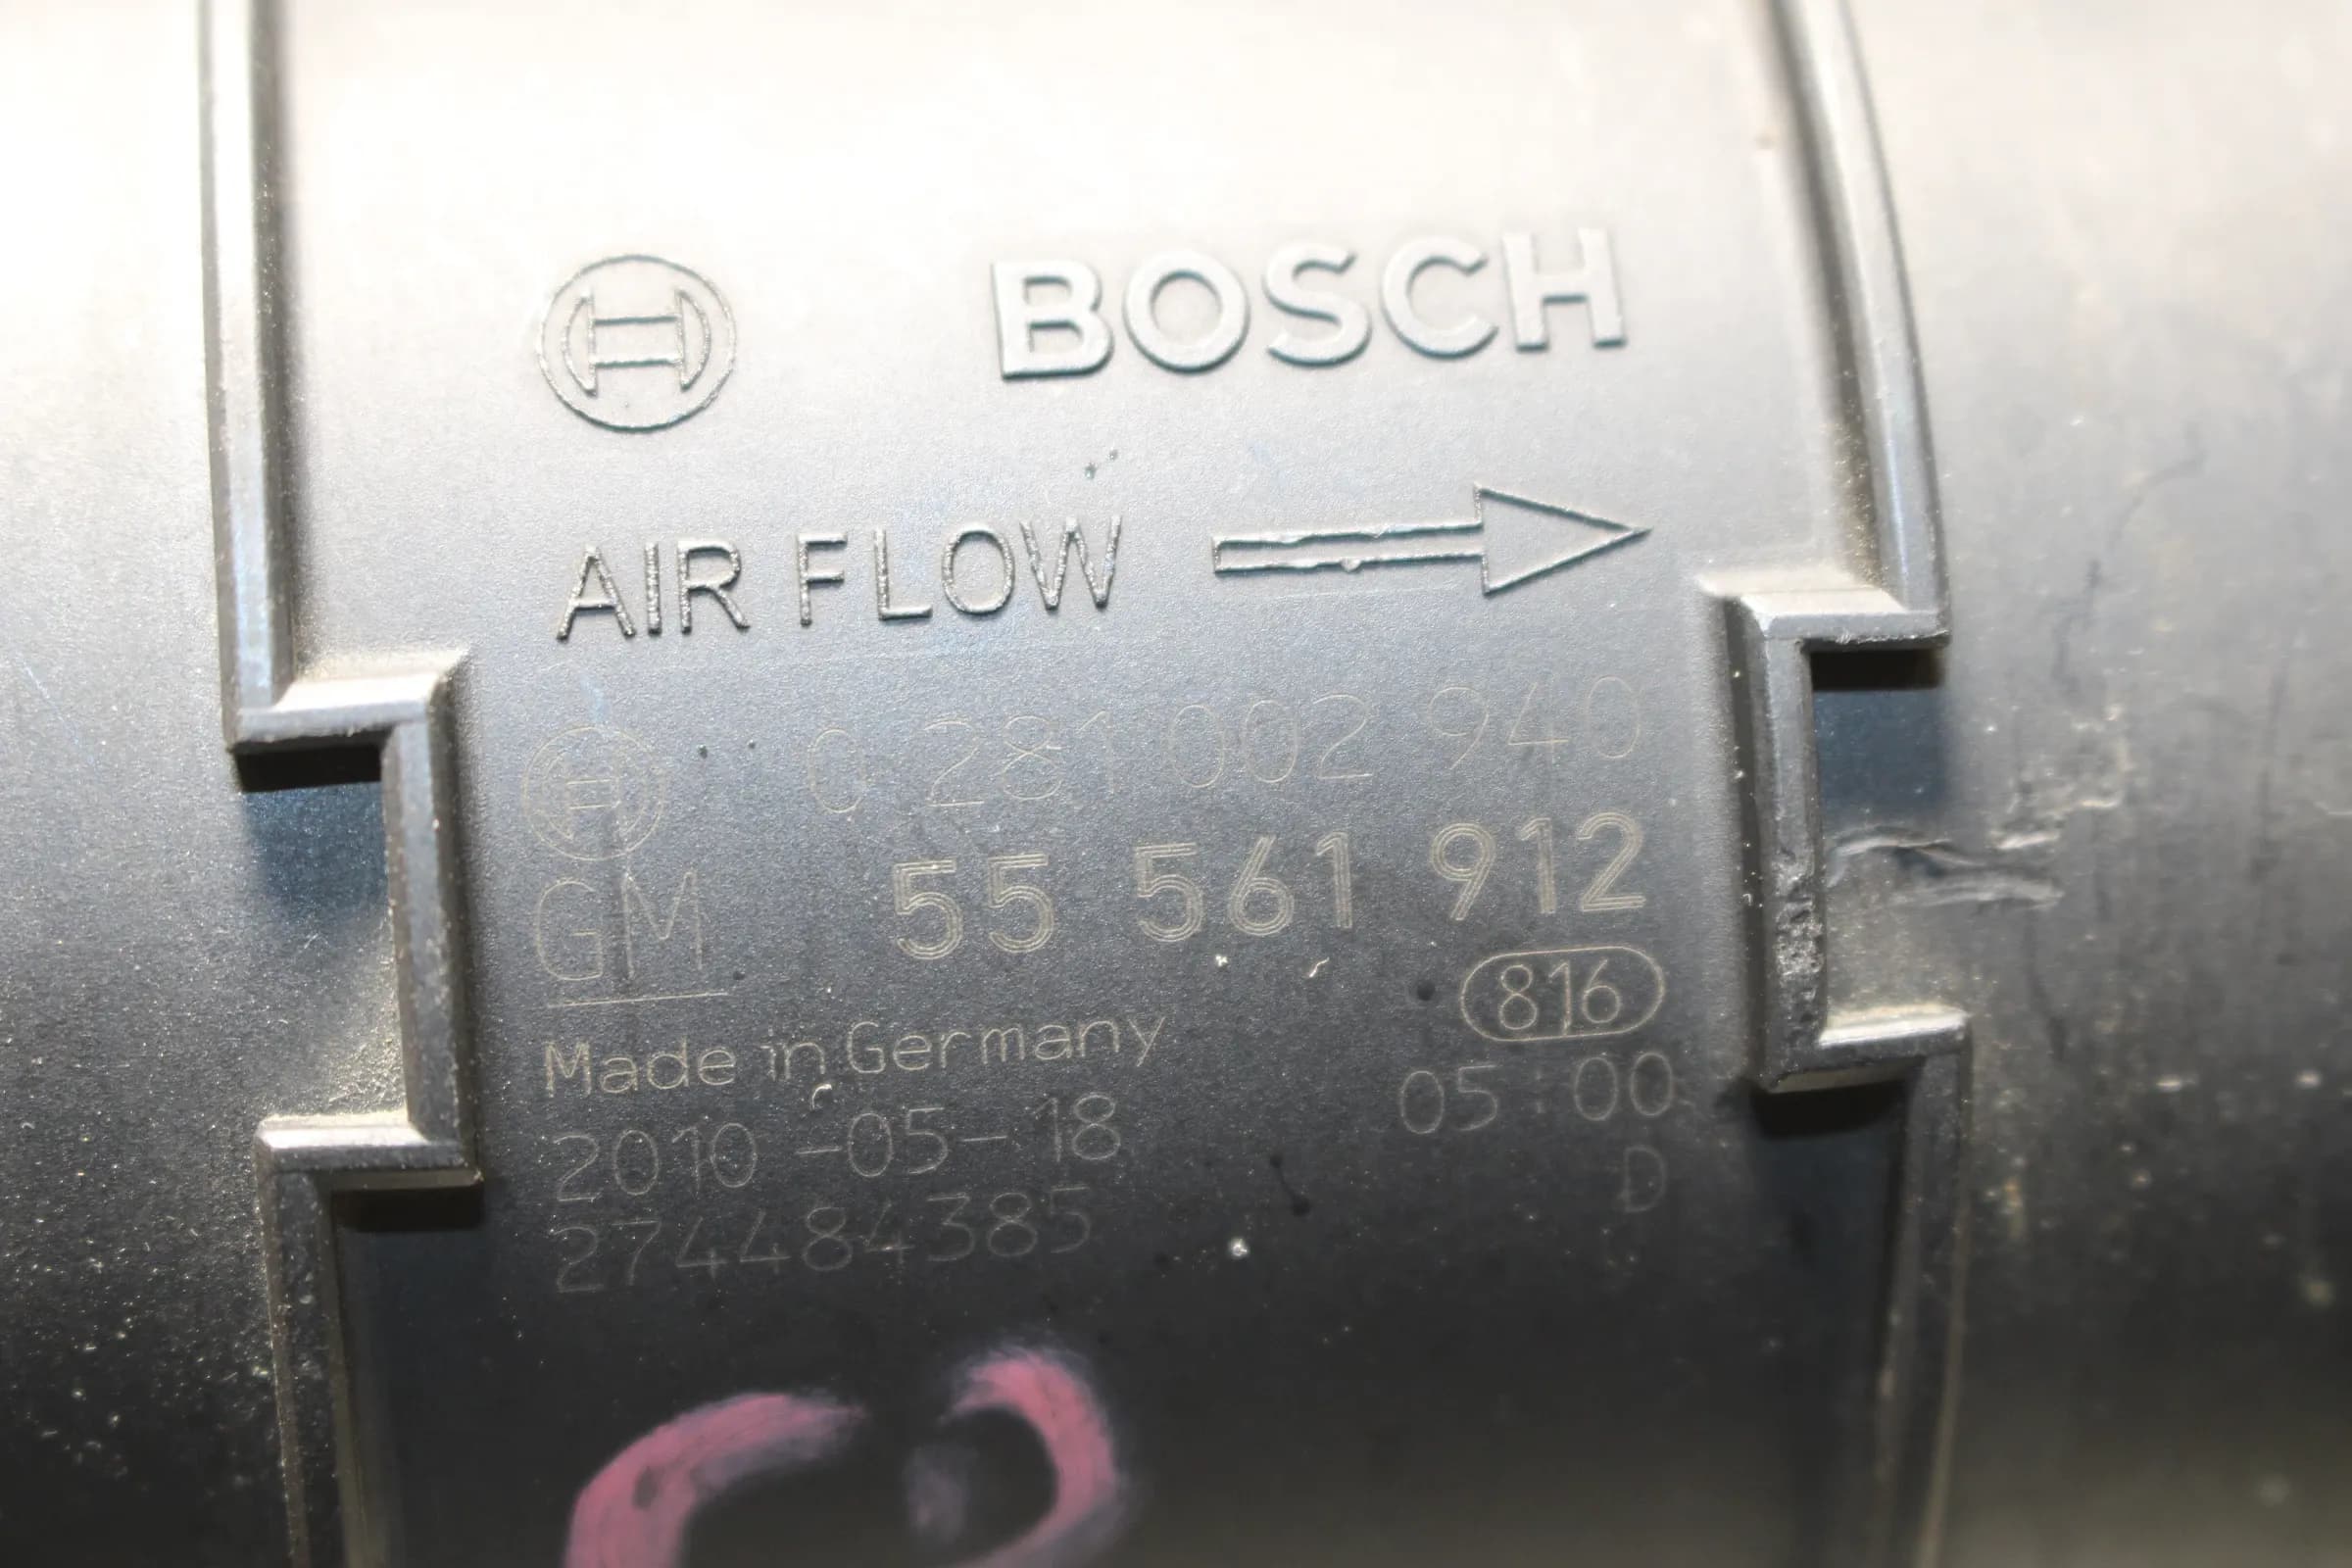 BOSCH
AIR FLOW
0 281 002 940
GM 55 561 912
816
Made in Germany
2010-05-18 05:00
D
274484385